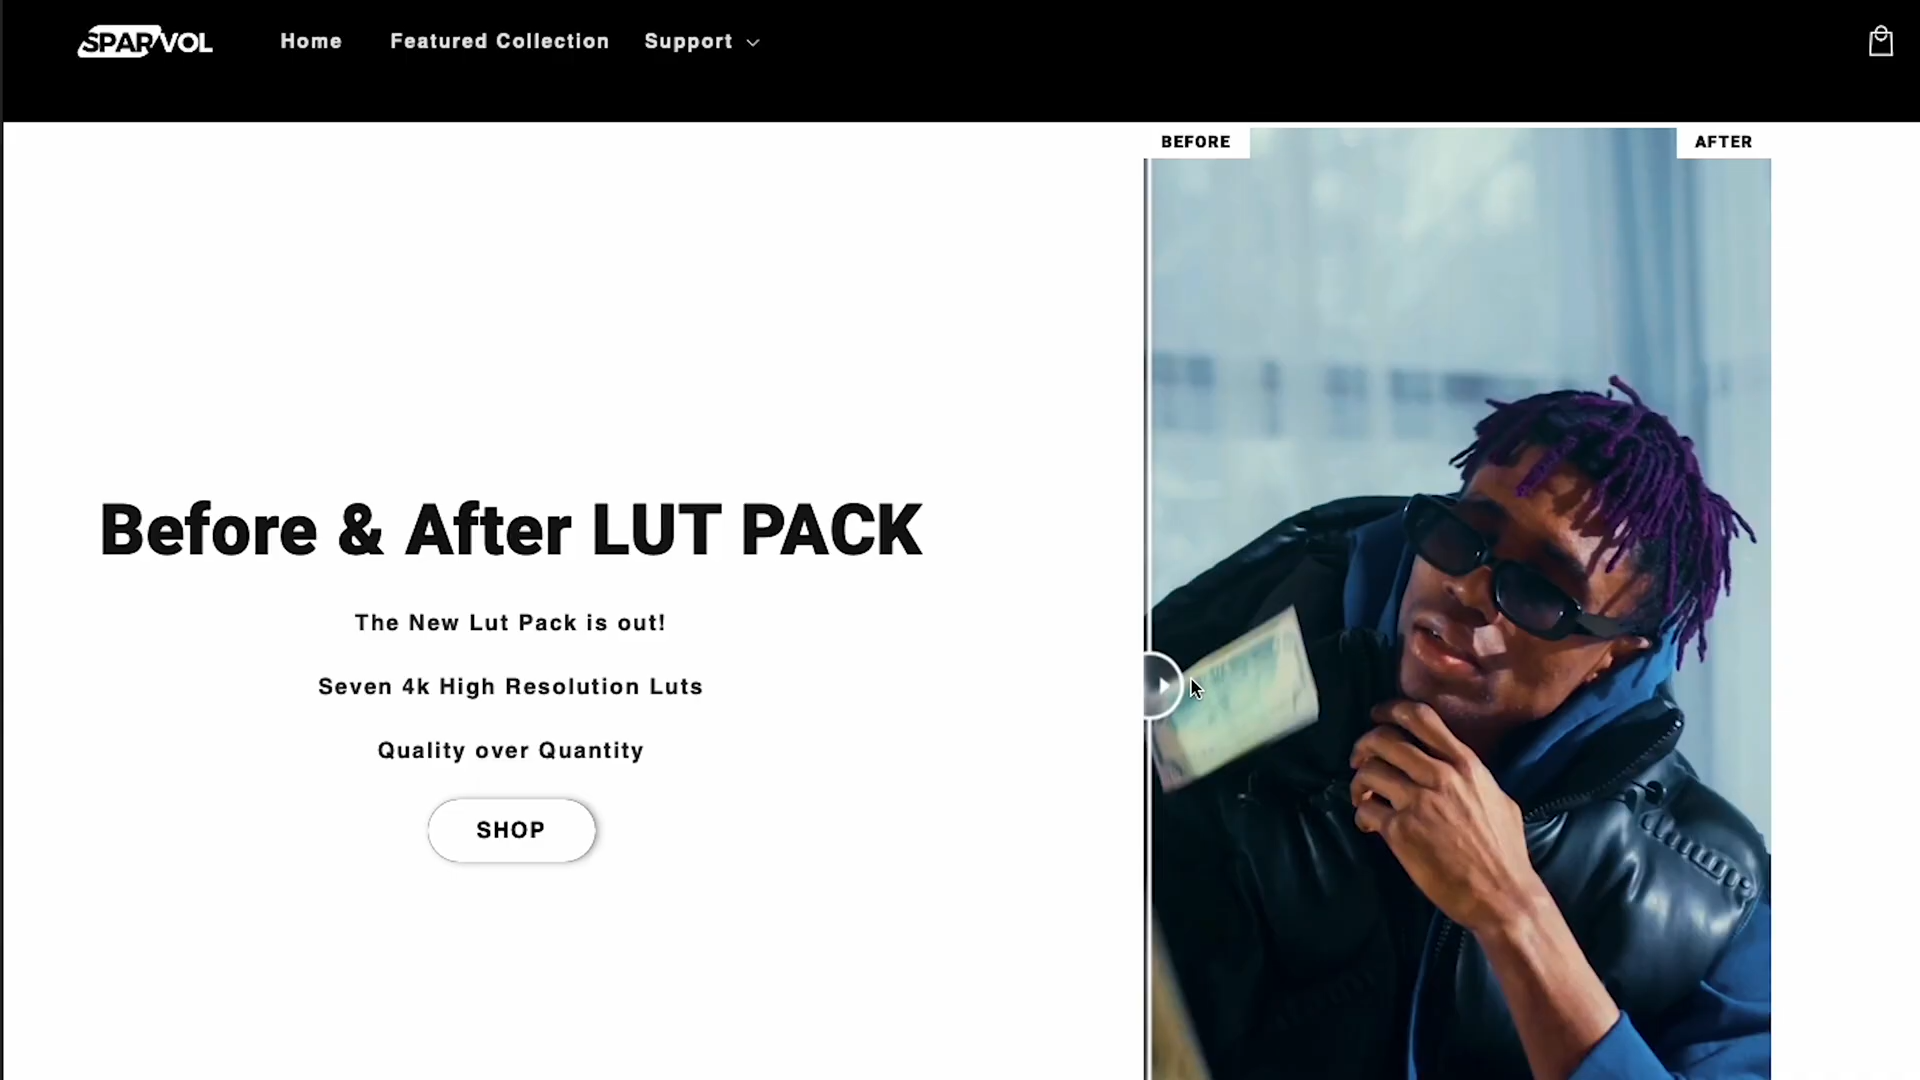 SPARVOL
Home
Featured Collection
Support
BEFORE
AFTER
Before & After LUT PACK
The New Lut Pack is out!
Seven 4k High Resolution Luts
Quality over Quantity
SHOP